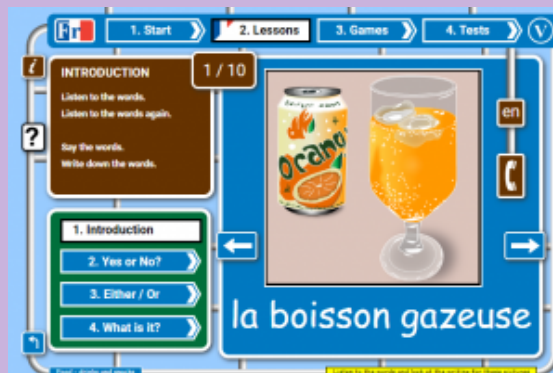 Fr
1. Start
2. Lessons
3. Games
4. Tests
V
i
INTRODUCTION
1 / 10
Listen to the words.
Listen to the words again.
Say the words.
Write down the words.
?
en
Orano
1. Introduction
2. Yes or No?
3. Either / Or
4. What is it?
la boisson gazeuse